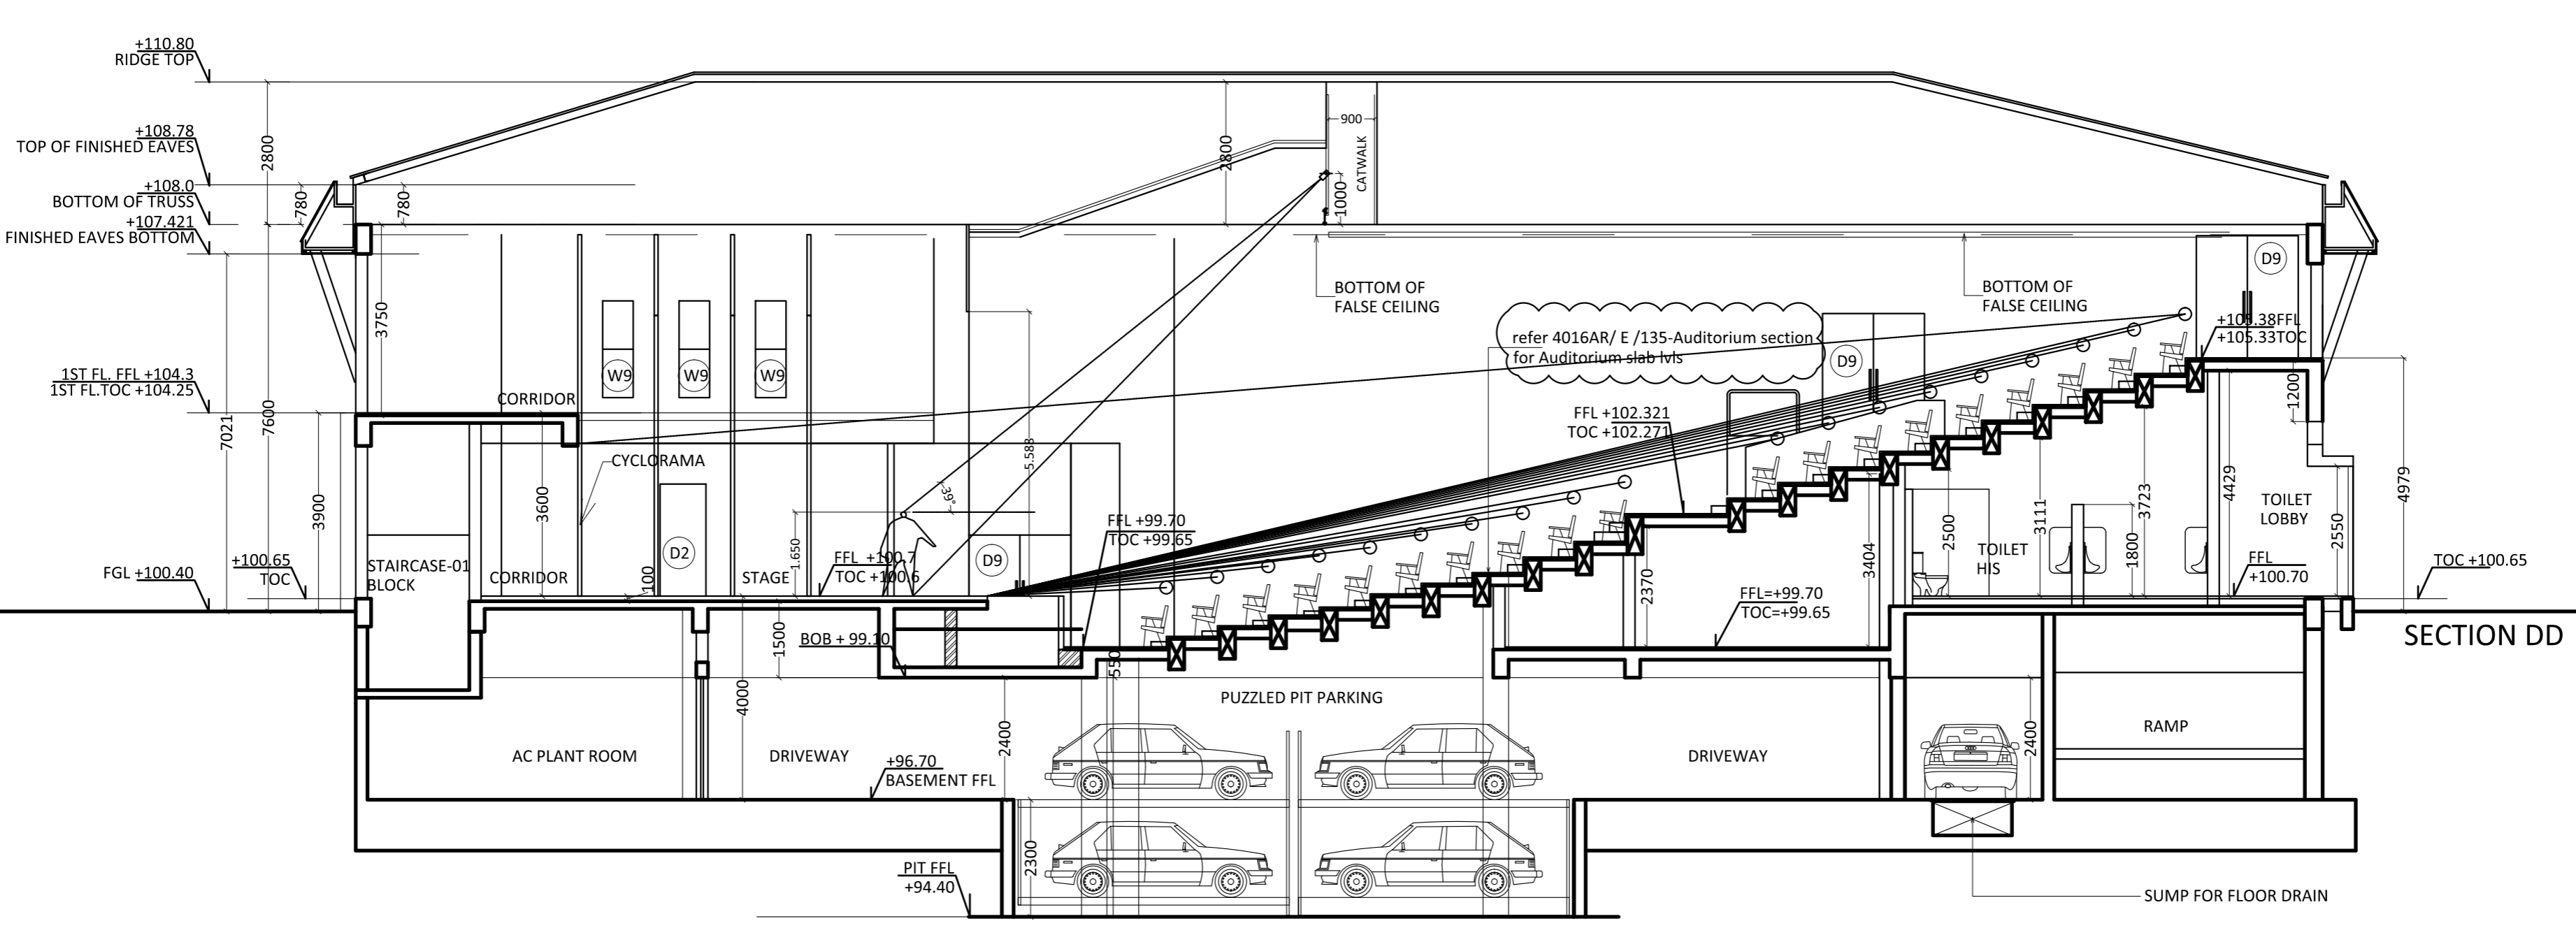 +110.80
RIDGE TOP
+108.78
TOP OF FINISHED EAVES
+108.0
BOTTOM OF TRUSS
+107.421
FINISHED EAVES BOTTOM
1ST FL. FFL +104.3
1ST FL.TOC +104.25
FGL +100.40
+100.65
TOC
2800
780
780
7021
7600
3900
3750
STAIRCASE-01
BLOCK
CORRIDOR
CORRIDOR
3600
CYCLORAMA
100
W9
W9
W9
D2
STAGE
1.650
39°
FFL +100.7
TOC +100.6
D9
5.588
2800
900
CATWALK
1000
BOTTOM OF
FALSE CEILING
BOTTOM OF
FALSE CEILING
refer 4016AR/ E /135-Auditorium section
for Auditorium slab lvls
D9
D9
+105.38FFL
+105.33TOC
FFL +102.321
TOC +102.271
FFL +99.70
TOC +99.65
BOB + 99.10
1500
4000
550
2370
3404
FFL=+99.70
TOC=+99.65
2500
TOILET
HIS
3111
1800
3723
4429
TOILET
LOBBY
1200
2550
4979
FFL
+100.70
TOC +100.65
SECTION DD
AC PLANT ROOM
DRIVEWAY
+96.70
BASEMENT FFL
2400
PUZZLED PIT PARKING
DRIVEWAY
2400
RAMP
2300
PIT FFL
+94.40
SUMP FOR FLOOR DRAIN